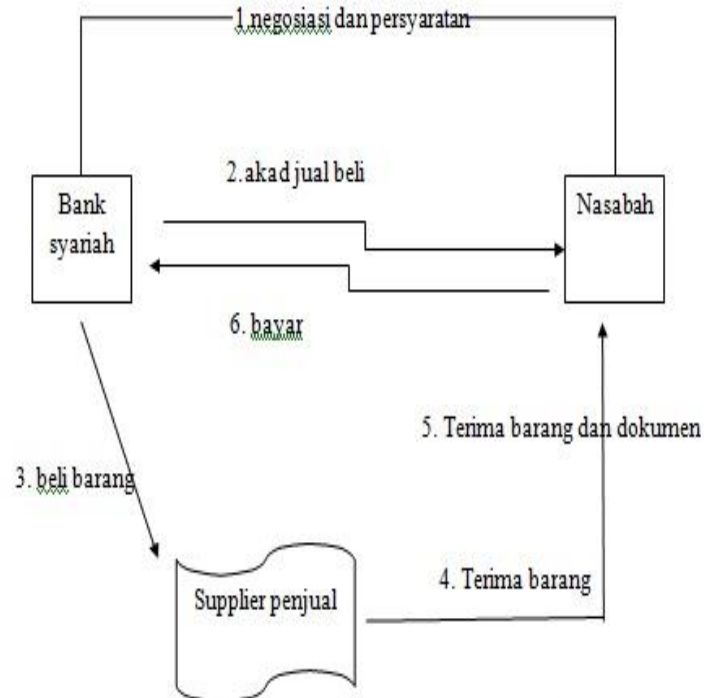 1.negosiasi dan persyaratan
2.akad jual beli
Bank
syariah
Nasabah
6. bayar
5. Terima barang dan dokumen
3. beli barang
4. Terima barang
Supplier penjual